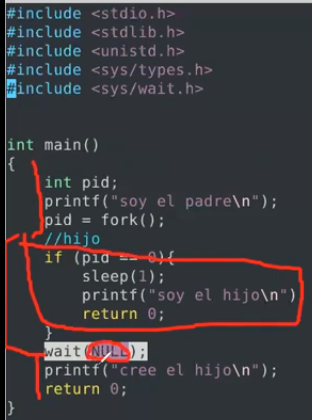 #include <stdio.h>
#include <stdlib.h>
#include <unistd.h>
#include <sys/types.h>
#include <sys/wait.h>
int main()
{
int pid;
printf("soy el padre\n");
pid = fork();
//hijo
if (pid == 0){
sleep(1);
printf("soy el hijo\n")
return 0;
}
wait(NULL);
printf("cree el hijo\n");
return 0;
}